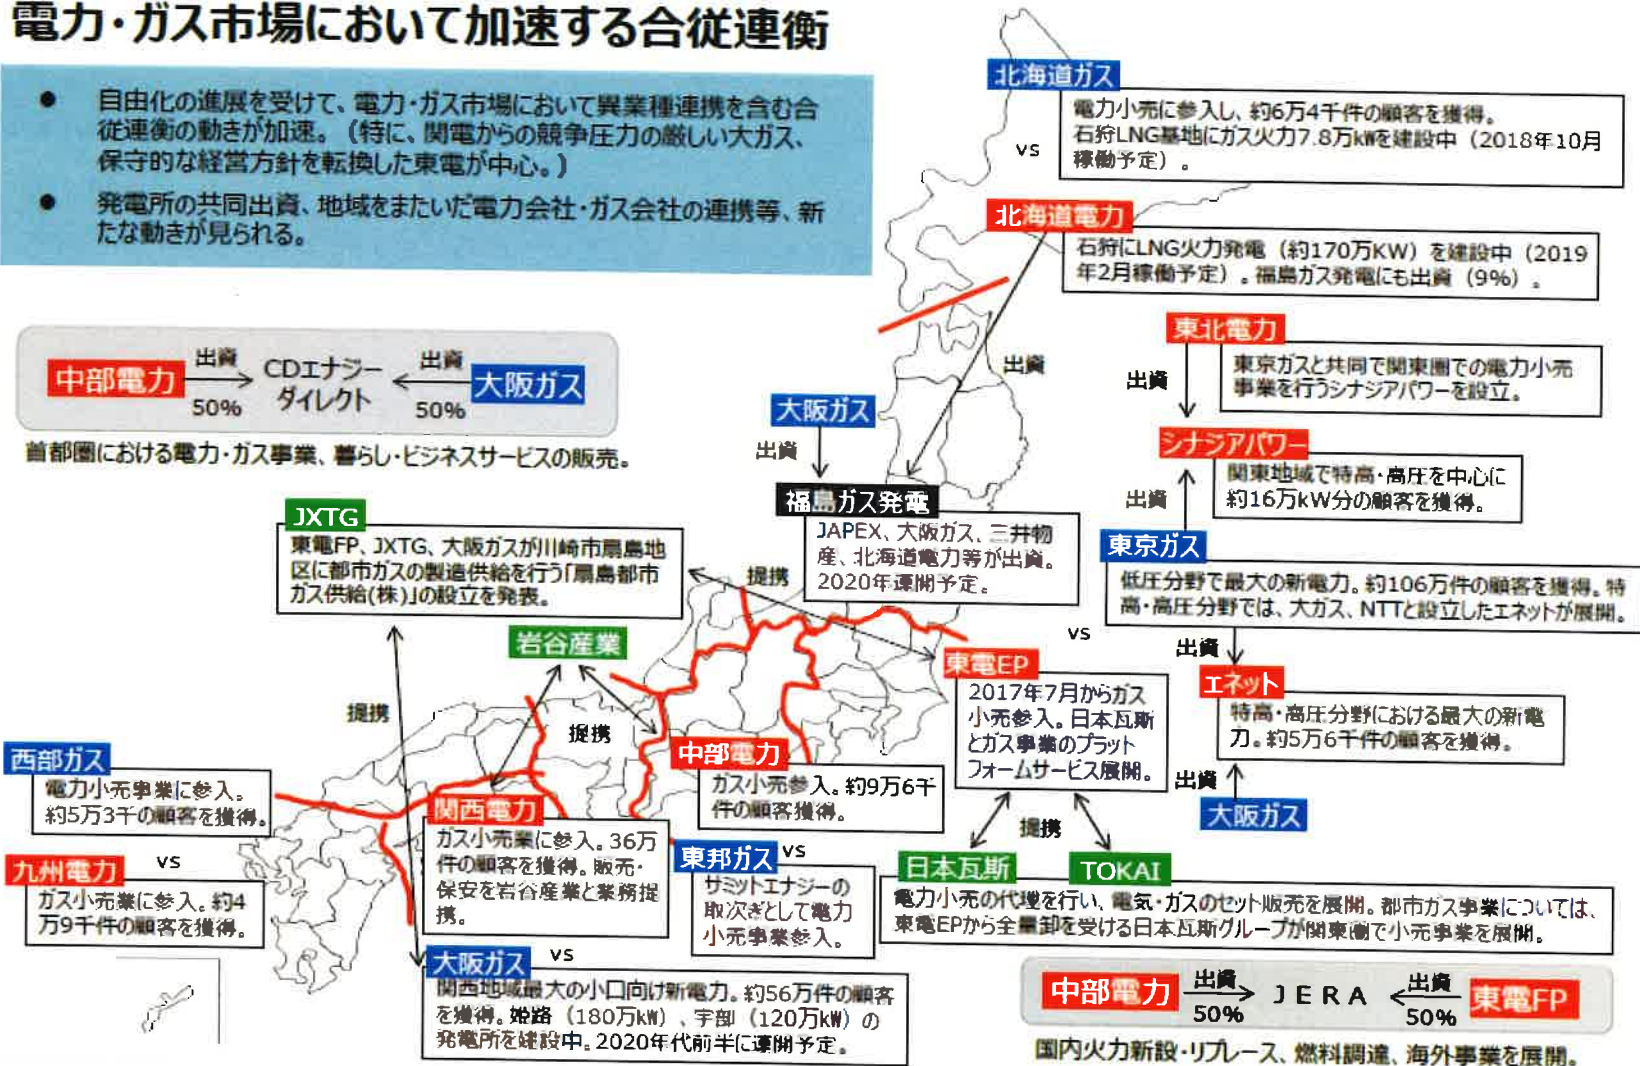 電力・ガス市場において加速する合従連衡
● 自由化の進展を受けて、電力・ガス市場において異業種連携を含む合
従連衡の動きが加速。（特に、関電からの競争圧力の厳しい大ガス、
保守的な経営方針を転換した東電が中心。）
● 発電所の共同出資、地域をまたいだ電力会社・ガス会社の連携等、新
たな動きが見られる。
北海道ガス
電力小売に参入し、約6万4千件の顧客を獲得。
石狩LNG基地にガス火力7.8万kWを建設中（2018年10月
稼働予定）。
vs
北海道電力
石狩にLNG火力発電（約170万KW）を建設中（2019
年2月稼働予定）。福島ガス発電にも出資（9%）。
出資
中部電力
出資
50%
CDエナジー
ダイレクト
出資
50%
大阪ガス
首都圏における電力・ガス事業、暮らし・ビジネスサービスの販売。
東北電力
東京ガスと共同で関東圏での電力小売
事業を行うシナジアパワーを設立。
出資
シナジアパワー
関東地域で特高・高圧を中心に
約16万kW分の顧客を獲得。
出資
東京ガス
低圧分野で最大の新電力。約106万件の顧客を獲得。特
高・高圧分野では、大ガス、NTTと設立したエネットが展開。
大阪ガス
出資
福島ガス発電
JAPEX、大阪ガス、三井物
産、北海道電力等が出資。
2020年運開予定。
JXTG
東電FP、JXTG、大阪ガスが川崎市扇島地
区に都市ガスの製造供給を行う「扇島都市
ガス供給(株)」の設立を発表。
提携
岩谷産業
提携
提携
vs
東電EP
2017年7月からガス
小売参入。日本瓦斯
とガス事業のプラット
フォームサービス展開。
出資
エネット
特高・高圧分野における最大の新電
力。約5万6千件の顧客を獲得。
出資
大阪ガス
中部電力
ガス小売参入。約9万6千
件の顧客獲得。
vs
東邦ガス
サミットエナジーの
取次ぎとして電力
小売事業参入。
西部ガス
電力小売事業に参入。
約5万3千の顧客を獲得。
vs
九州電力
ガス小売業に参入。約4
万9千件の顧客を獲得。
関西電力
ガス小売業に参入。36万
件の顧客を獲得。販売・
保安を岩谷産業と業務提
携。
vs
大阪ガス
関西地域最大の小口向け新電力。約56万件の顧客
を獲得。姫路（180万kW）、宇部（120万kW）の
発電所を建設中。2020年代前半に運開予定。
提携
日本瓦斯
TOKAI
電力小売の代理を行い、電気・ガスのセット販売を展開。都市ガス事業については、
東電EPから全量卸を受ける日本瓦斯グループが関東圏で小売事業を展開。
中部電力
出資
50%
JERA
出資
50%
東電FP
国内火力新設・リプレース、燃料調達、海外事業を展開。